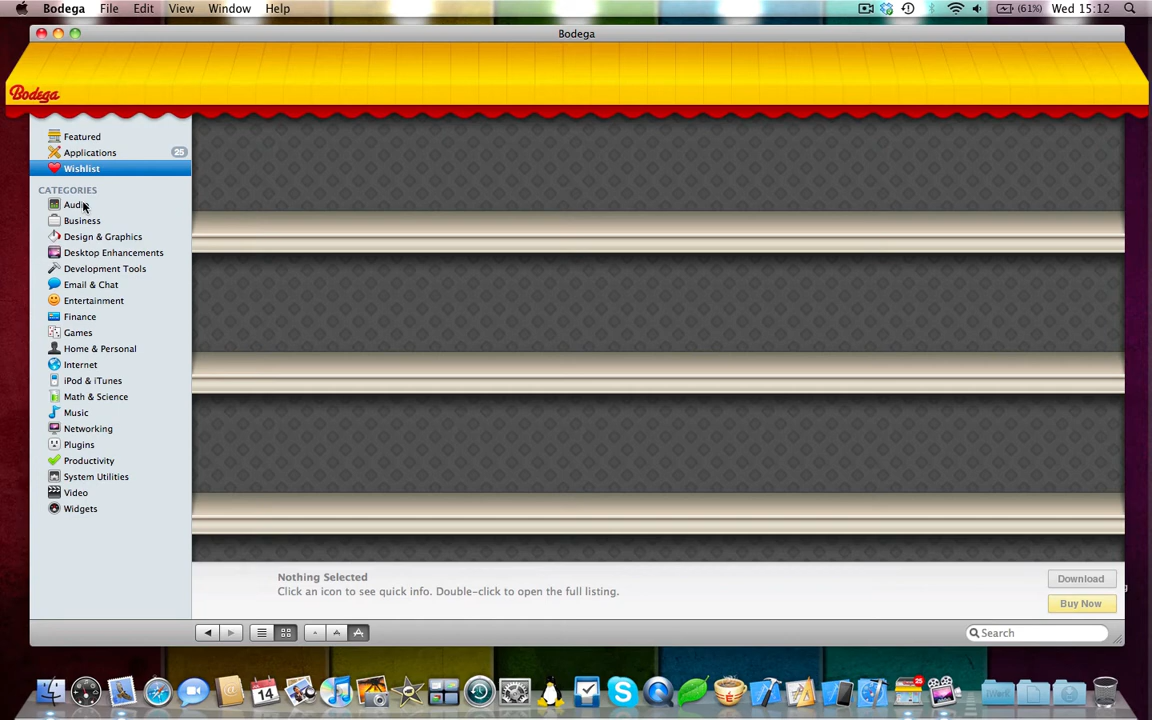 Bodega File Edit View Window Help (61%) Wed 15:12
Bodega
Bodega
Featured
Applications 25
Wishlist
CATEGORIES
Audio
Business
Design & Graphics
Desktop Enhancements
Development Tools
Email & Chat
Entertainment
Finance
Games
Home & Personal
Internet
iPod & iTunes
Math & Science
Music
Networking
Plugins
Productivity
System Utilities
Video
Widgets
Nothing Selected
Click an icon to see quick info. Double-click to open the full listing.
Download
Buy Now
Search
14
25